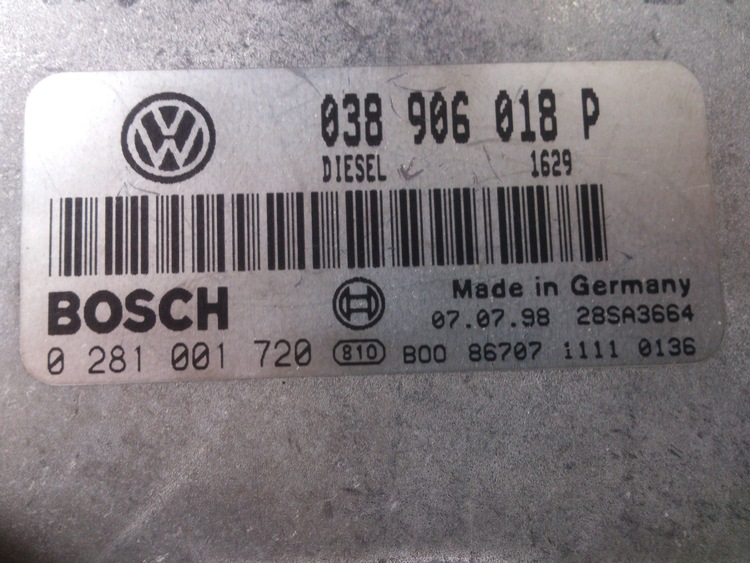 038 906 018 P
DIESEL 1629
BOSCH Made in Germany
07.07.98 28SA3664
0 281 001 720 810 B00 86707 1111 0136